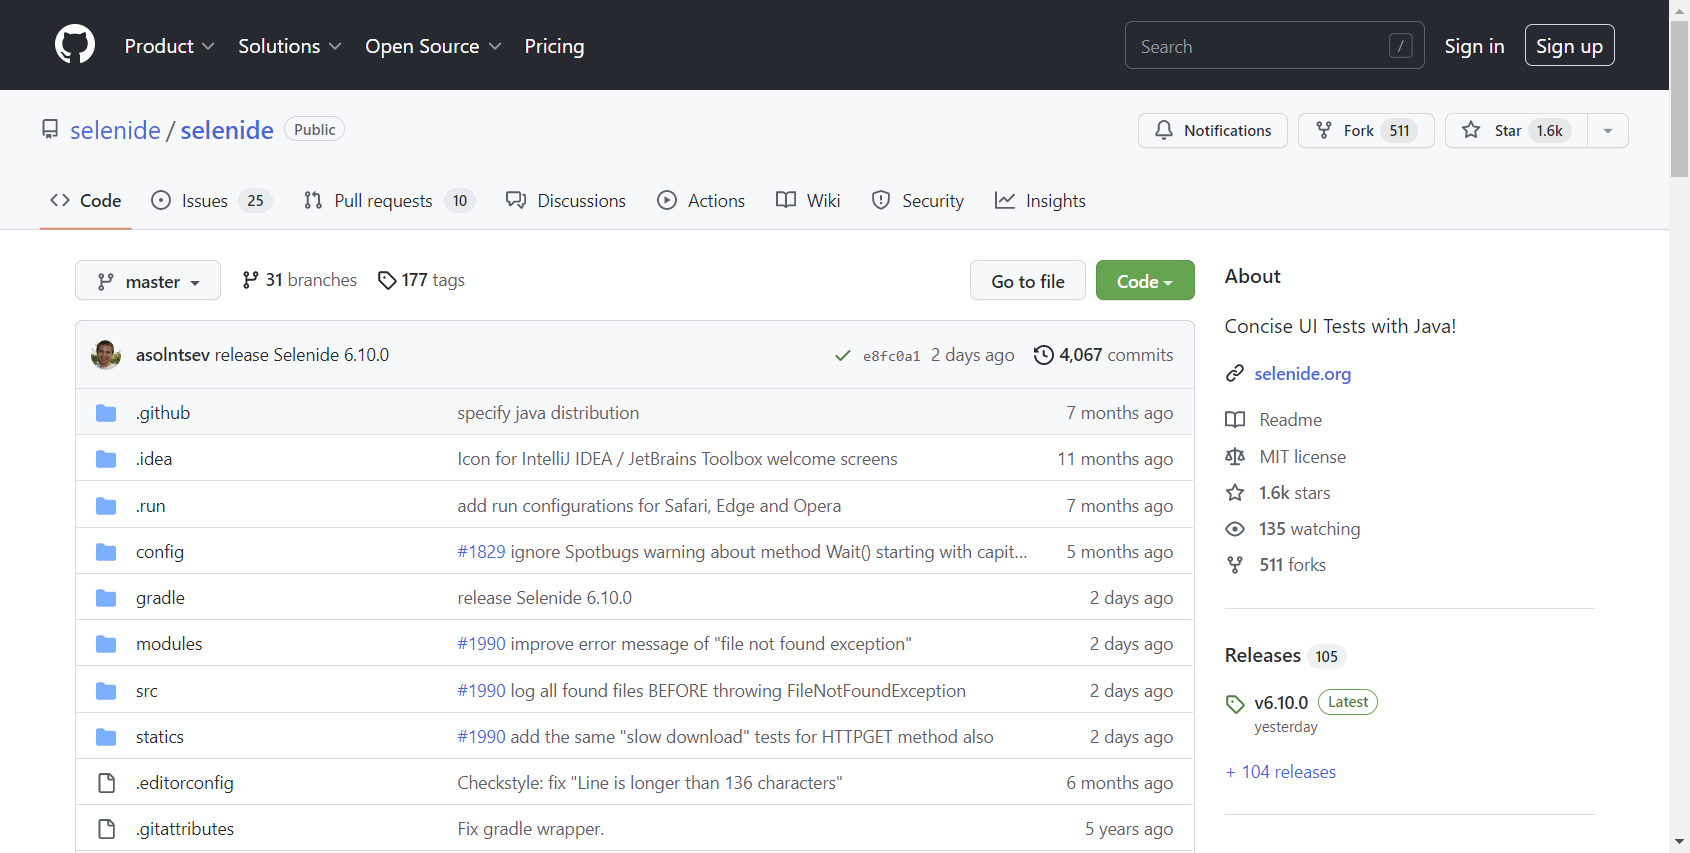 Product Solutions Open Source Pricing Search / Sign in Sign up
selenide / selenide Public Notifications Fork 511 Star 1.6k
Code Issues 25 Pull requests 10 Discussions Actions Wiki Security Insights
master 31 branches 177 tags Go to file Code
asolntsev release Selenide 6.10.0 e8fc0a1 2 days ago 4,067 commits
.github specify java distribution 7 months ago
.idea Icon for IntelliJ IDEA / JetBrains Toolbox welcome screens 11 months ago
.run add run configurations for Safari, Edge and Opera 7 months ago
config #1829 ignore Spotbugs warning about method Wait() starting with capit... 5 months ago
gradle release Selenide 6.10.0 2 days ago
modules #1990 improve error message of "file not found exception" 2 days ago
src #1990 log all found files BEFORE throwing FileNotFoundException 2 days ago
statics #1990 add the same "slow download" tests for HTTPGET method also 2 days ago
.editorconfig Checkstyle: fix "Line is longer than 136 characters" 6 months ago
.gitattributes Fix gradle wrapper. 5 years ago
About
Concise UI Tests with Java!
selenide.org
Readme
MIT license
1.6k stars
135 watching
511 forks
Releases 105
v6.10.0 Latest
yesterday
+ 104 releases